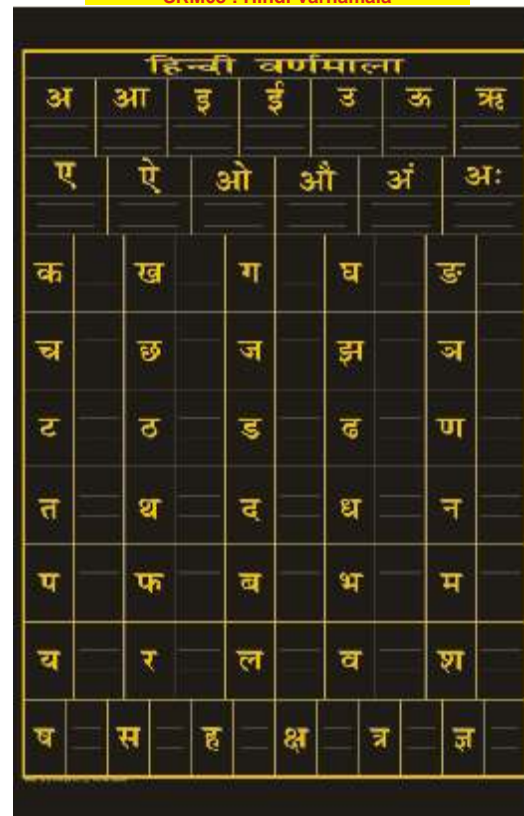 हिन्दी वर्णमाला
अ आ इ ई उ ऊ ऋ
ए ऐ ओ औ अं अः
क ख ग घ ङ
च छ ज झ ञ
ट ठ ड ढ ण
त थ द ध न
प फ ब भ म
य र ल व श
ष स ह क्ष त्र ज्ञ